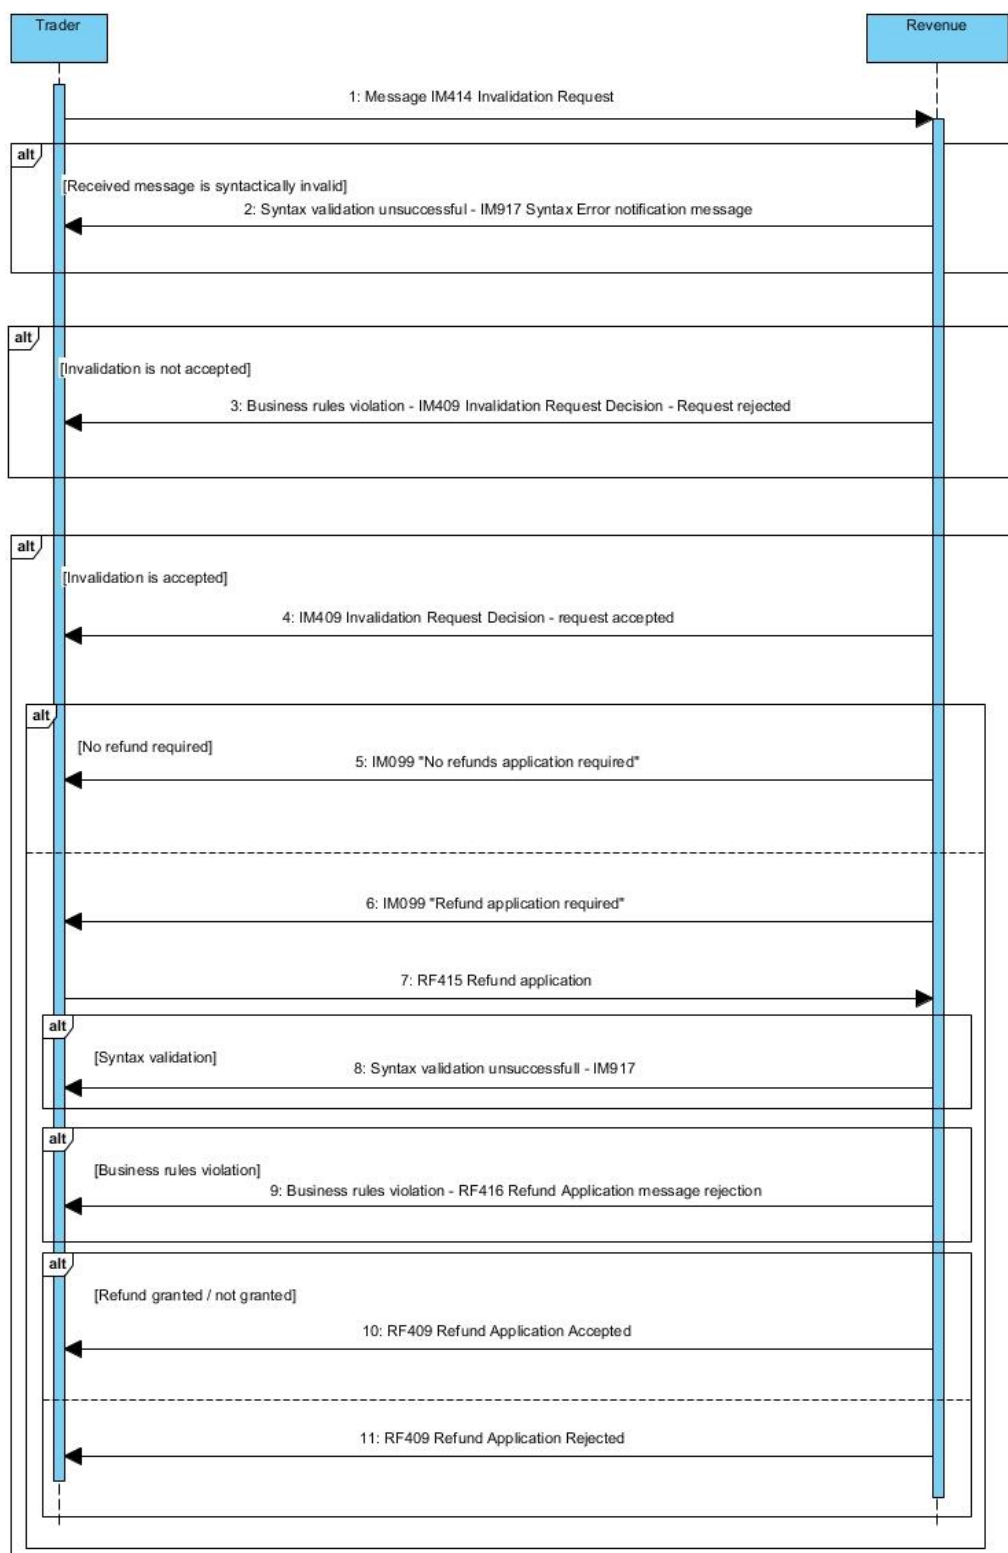 Trader
Revenue
1: Message IM414 Invalidation Request
alt
[Received message is syntactically invalid]
2: Syntax validation unsuccessful - IM917 Syntax Error notification message
alt
[Invalidation is not accepted]
3: Business rules violation - IM409 Invalidation Request Decision - Request rejected
alt
[Invalidation is accepted]
4: IM409 Invalidation Request Decision - request accepted
alt
[No refund required]
5: IM099 "No refunds application required"
6: IM099 "Refund application required"
7: RF415 Refund application
alt
[Syntax validation]
8: Syntax validation unsuccessfull - IM917
alt
[Business rules violation]
9: Business rules violation - RF416 Refund Application message rejection
alt
[Refund granted / not granted]
10: RF409 Refund Application Accepted
11: RF409 Refund Application Rejected